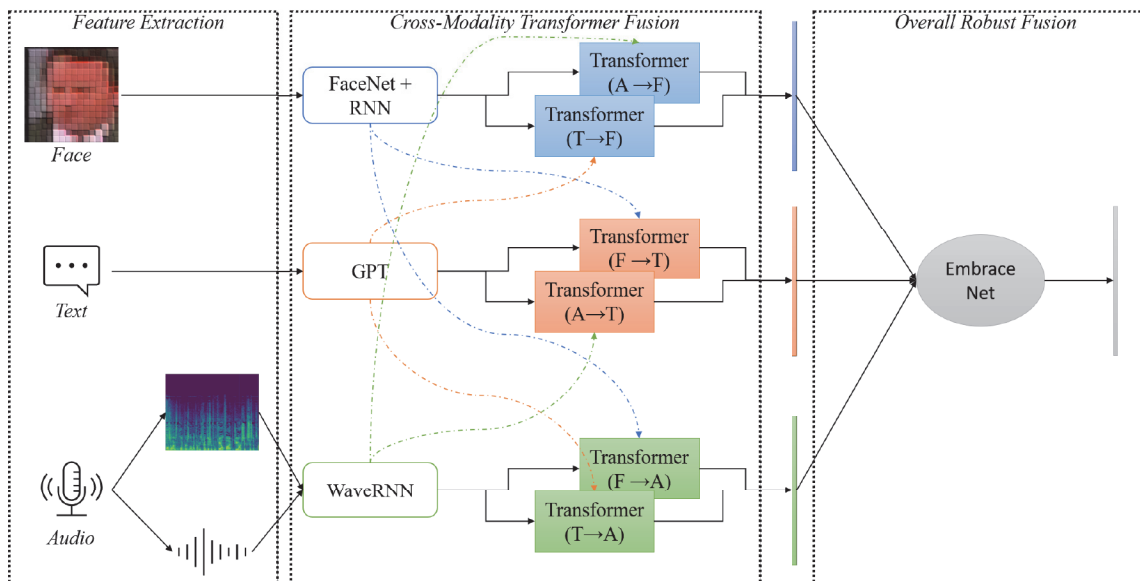 Feature Extraction
Cross-Modality Transformer Fusion
Overall Robust Fusion
Face
FaceNet +
RNN
Transformer
(A →F)
Transformer
(T→F)
Text
GPT
Transformer
(F →T)
Transformer
(A→T)
Embrace
Net
Audio
WaveRNN
Transformer
(F →A)
Transformer
(T→A)